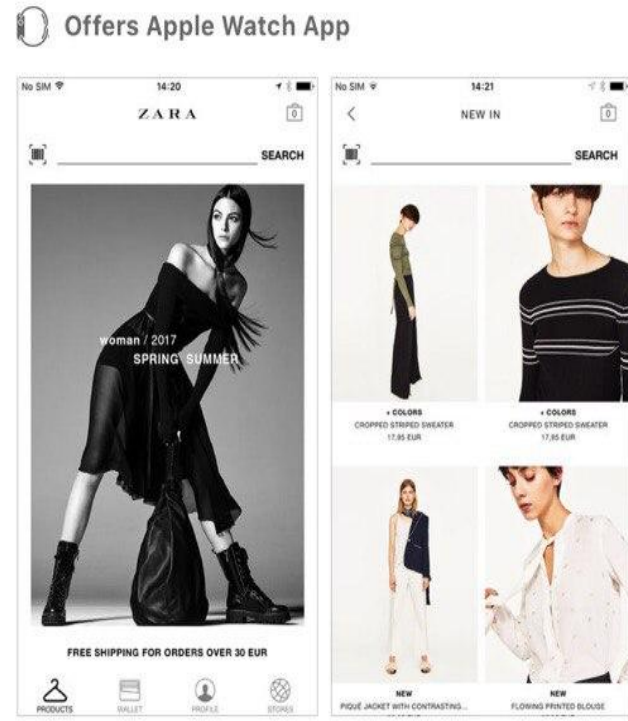 Offers Apple Watch App
No SIM 14:20
ZARA
0
SEARCH
woman / 2017
SPRING SUMMER
FREE SHIPPING FOR ORDERS OVER 30 EUR
PRODUCTS WALLET PROFILE STORES
No SIM 14:21
NEW IN
0
SEARCH
+ COLORS
CROPPED STRIPED SWEATER
17,95 EUR
+ COLORS
CROPPED STRIPED SWEATER
17,95 EUR
NEW
PIQUÉ JACKET WITH CONTRASTING...
NEW
FLOWING PRINTED BLOUSE